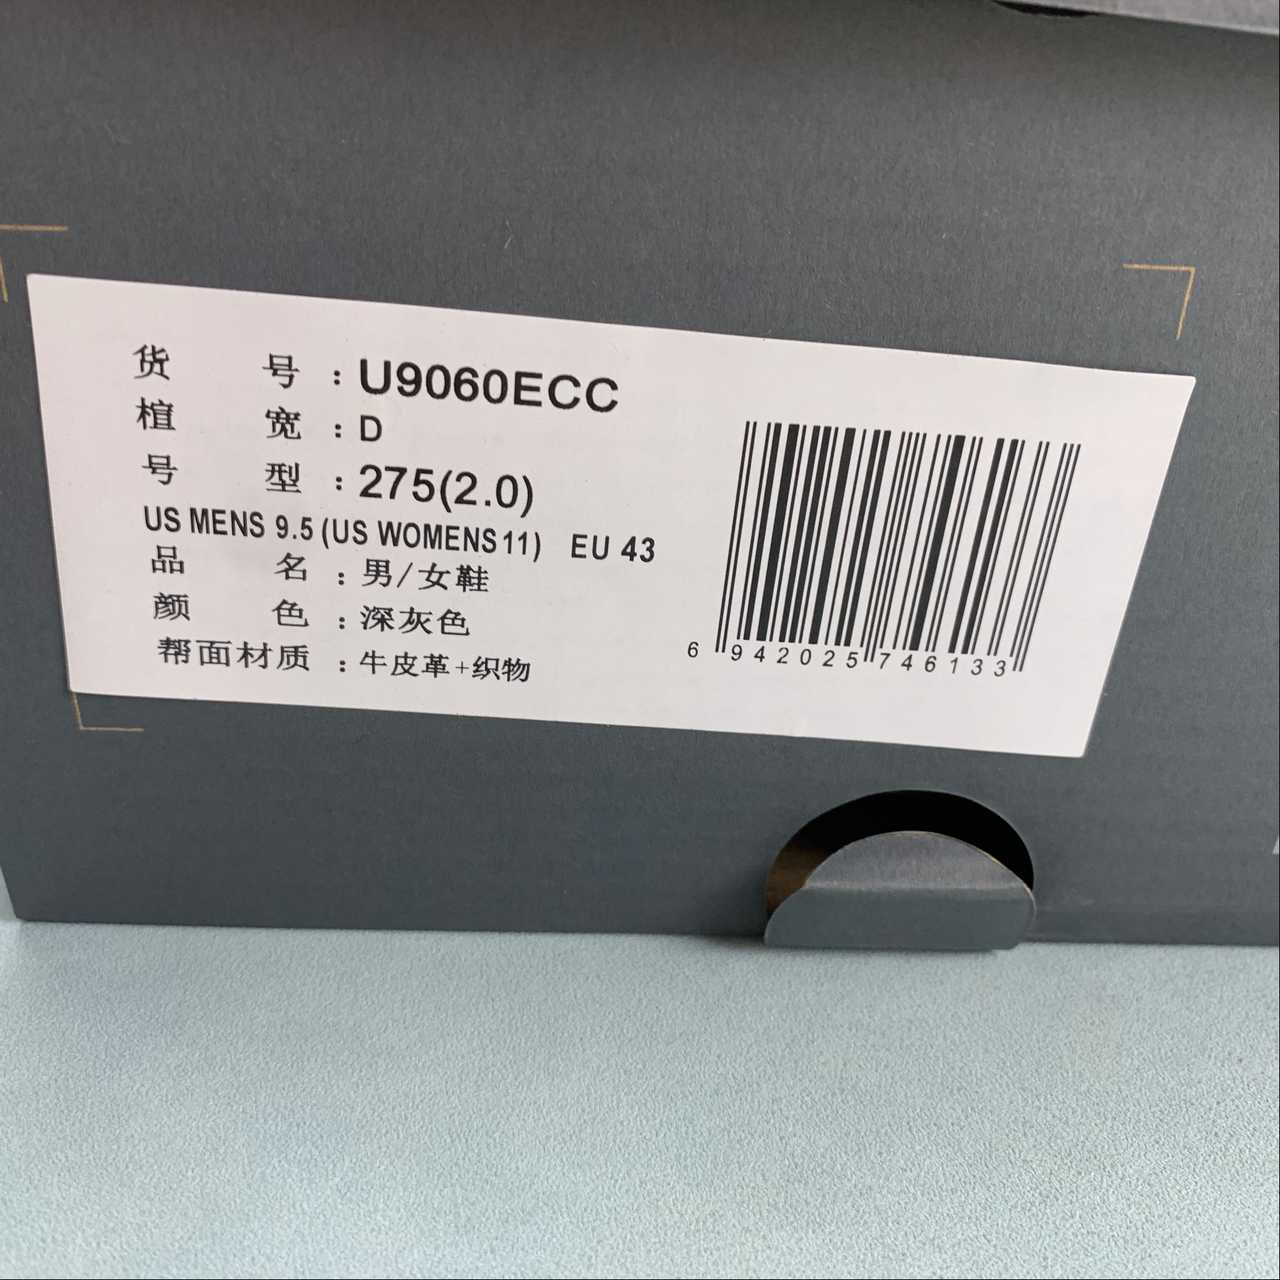 货号：U9060ECC
楦宽：D
号型：275(2.0)
US MENS 9.5 (US WOMENS 11) EU 43
品名：男/女鞋
颜色：深灰色
帮面材质：牛皮革+织物
6 942025 746133